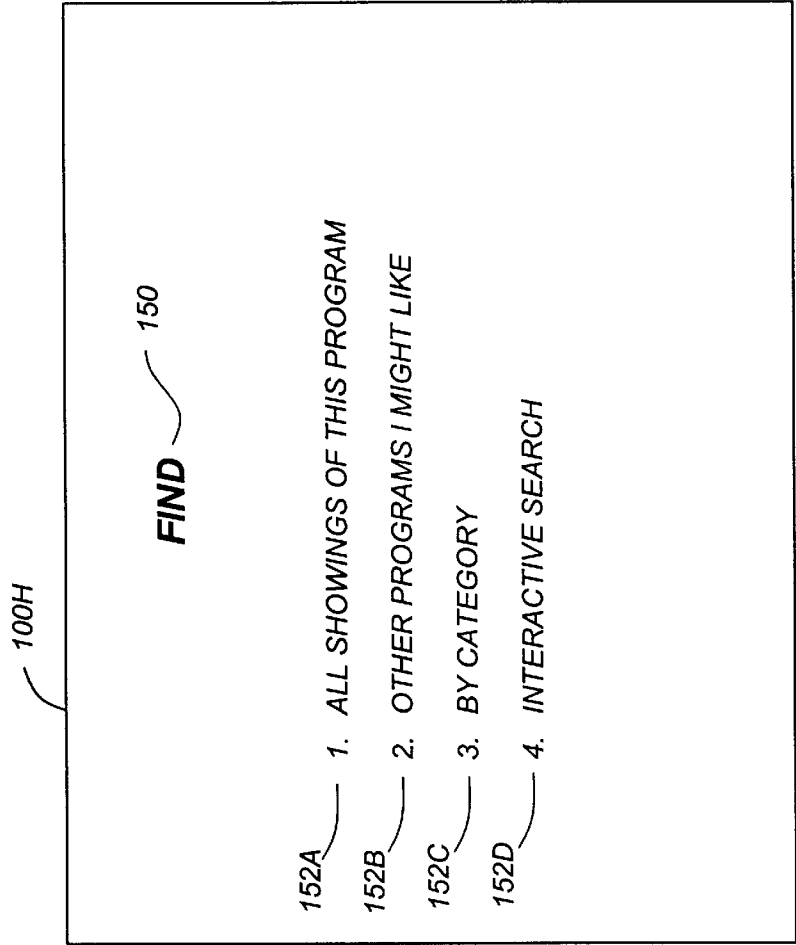 100H
FIND 150
152A 1. ALL SHOWINGS OF THIS PROGRAM
152B 2. OTHER PROGRAMS I MIGHT LIKE
152C 3. BY CATEGORY
152D 4. INTERACTIVE SEARCH